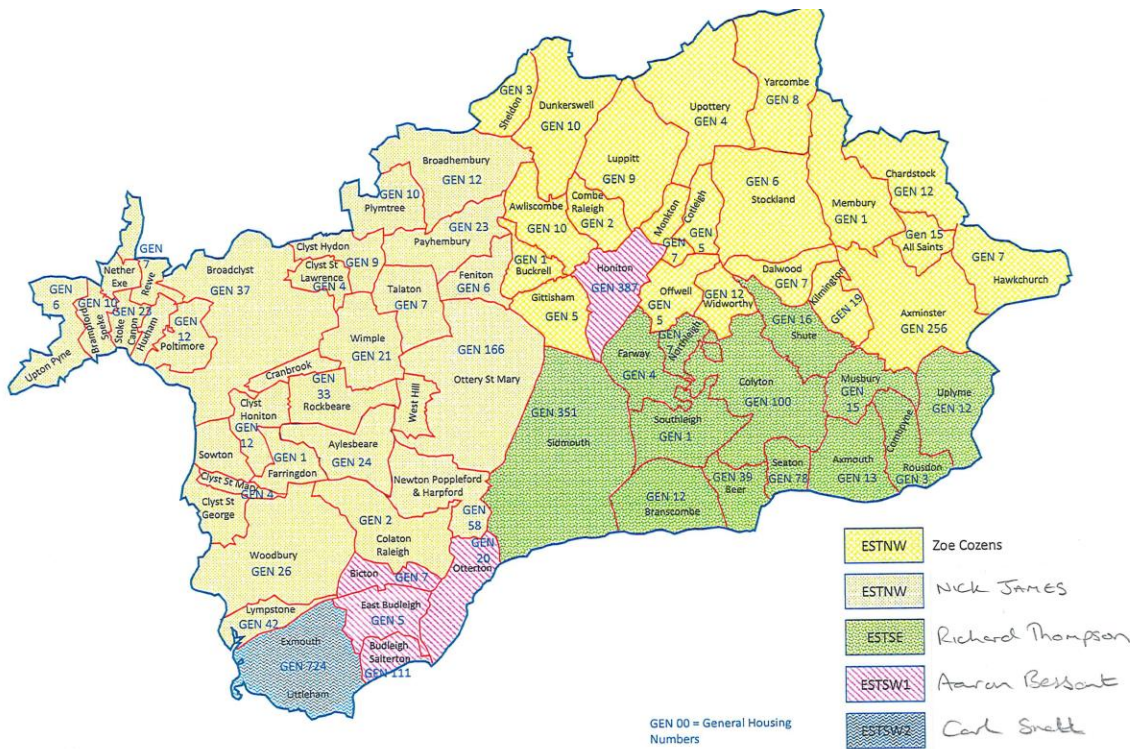 Yarcombe
GEN 8
GEN 3
Sheldon
Dunkerswell
GEN 10
Upottery
GEN 4
Luppitt
GEN 9
Chardstock
GEN 12
Broadhembury
GEN 12
GEN 10
Plymtree
GEN 6
Stockland
Membury
GEN 1
Awliscombe
GEN 10
Combe
Raleigh
GEN 2
Monkton
GEN
7
Cotleigh
GEN
5
Gen 15
All Saints
GEN 23
Payhembury
GEN 7
Hawkchurch
Clyst Hydon
GEN 9
GEN
7
Rewe
Nether
Exe
Broadclyst
GEN 37
Clyst St
Lawrence
GEN 4
Feniton
GEN 6
GEN 1
Buckrell
Honiton
GEN 387
Dalwood
GEN 7
Kilmington
GEN 19
Talaton
GEN 7
GEN
6
Upton Pyne
GEN 10
Brampford
Speke
GEN 23
Stoke
Canon
Huxham
GEN
12
Poltimore
Gittisham
GEN 5
Offwell
GEN
5
GEN 12
Widworthy
Axminster
GEN 256
GEN 16
Shute
Wimple
GEN 21
GEN 166
Ottery St Mary
Northleigh
Farway
GEN 4
Cranbrook
GEN
33
Rockbeare
West Hill
Colyton
GEN 100
Musbury
GEN
15
Uplyme
GEN 12
Clyst
Honiton
GEN
12
GEN 351
Sidmouth
Southleigh
GEN 1
Combpyne
Rousdon
GEN 3
Sowton
GEN 1
Farringdon
Aylesbeare
GEN 24
Seaton
GEN 78
Axmouth
GEN 13
GEN 39
Beer
Clyst St Mary
GEN 4
Newton Poppleford
& Harpford
GEN
58
GEN 12
Branscombe
Clyst St
George
GEN 2
Colaton
Raleigh
Woodbury
GEN 26
GEN
20
Otterton
Bicton
GEN 7
East Budleigh
GEN 5
Lympstone
GEN 42
Exmouth
GEN 724
Littleham
Budleigh
Salterton
GEN 111
ESTNW Zoe Cozens
ESTNW NICK JAMES
ESTSE Richard Thompson
ESTSW1 Aaron Bessant
ESTSW2 Carl
GEN 00 = General Housing
Numbers